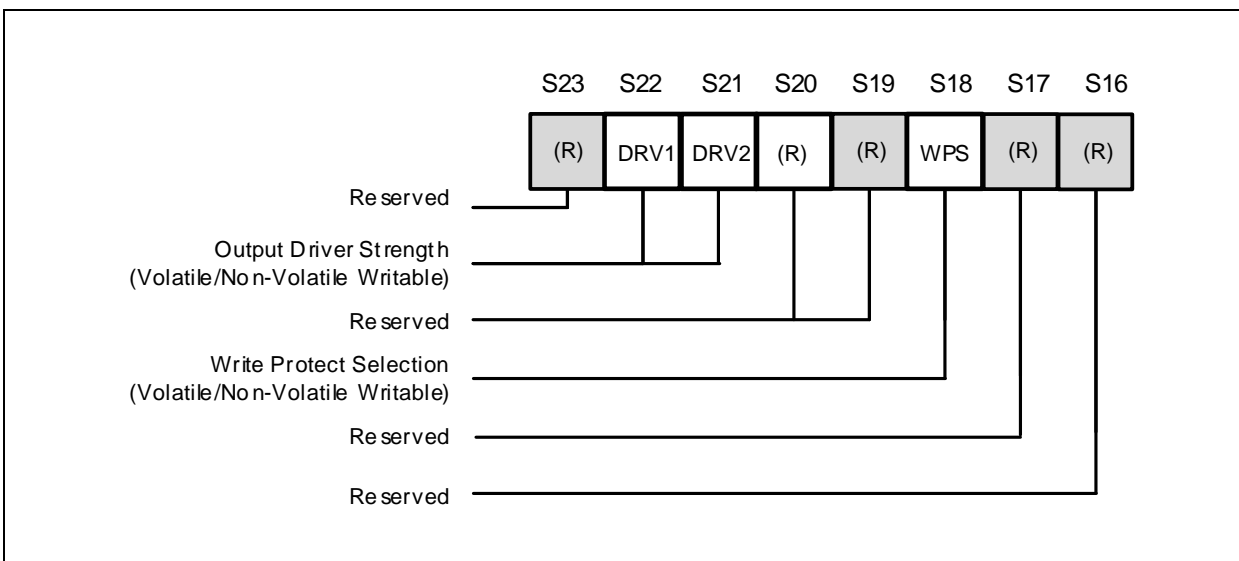 S23 S22 S21 S20 S19 S18 S17 S16
(R) DRV1 DRV2 (R) (R) WPS (R) (R)
Reserved
Output Driver Strength
(Volatile/Non-Volatile Writable)
Reserved
Write Protect Selection
(Volatile/Non-Volatile Writable)
Reserved
Reserved